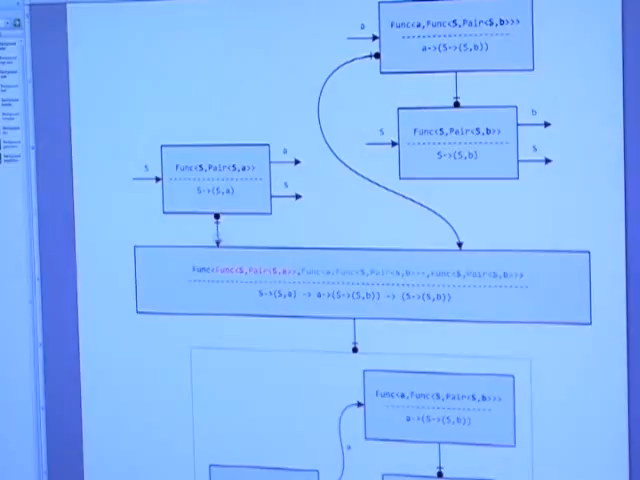 a
Func<a,Func<S,Pair<S,b>>>
a->(S->(S,b))
S
Func<S,Pair<S,b>>
S->(S,b)
b
S
S
Func<S,Pair<S,a>>
S->(S,a)
a
S
Func<Func<S,Pair<S,a>>,Func<a,Func<S,Pair<S,b>>>,Func<S,Pair<S,b>>>
S->(S,a) -> a->(S->(S,b)) -> (S->(S,b))
Func<a,Func<S,Pair<S,b>>>
a->(S->(S,b))
a